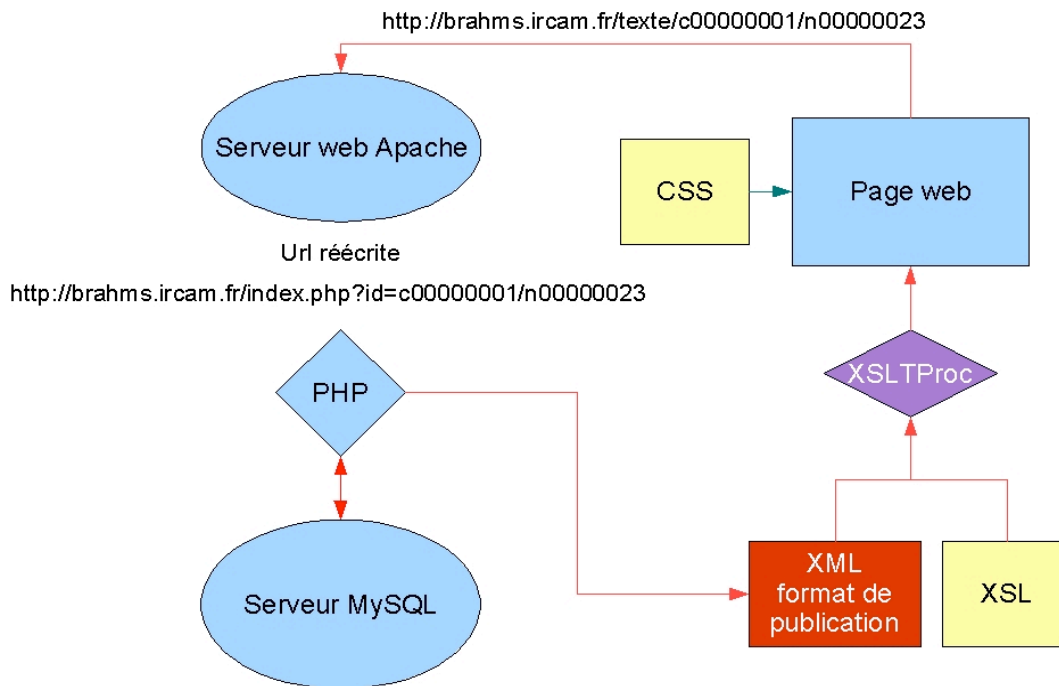 http://brahms.ircam.fr/texte/c00000001/n00000023
Serveur web Apache
CSS
Page web
Url réécrite
http://brahms.ircam.fr/index.php?id=c00000001/n00000023
PHP
XSLTProc
XML
format de
publication
XSL
Serveur MySQL